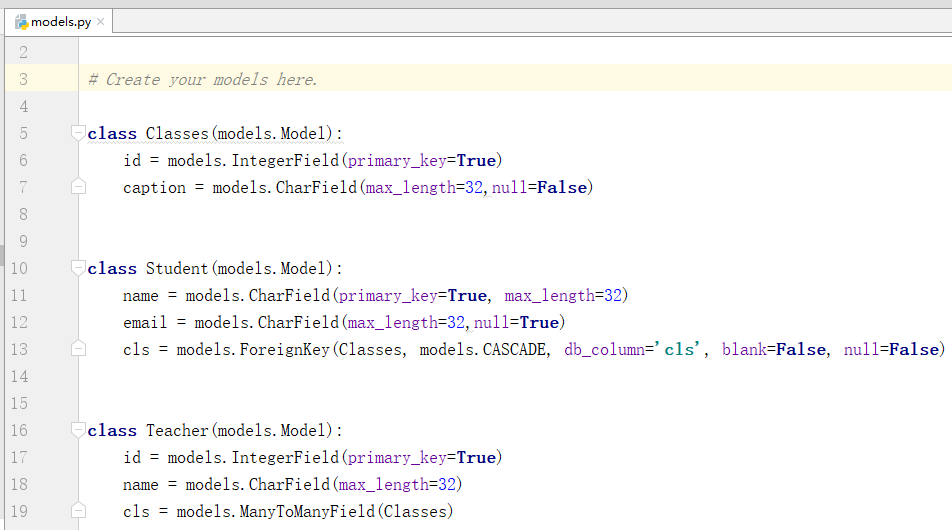 models.py
2
3 # Create your models here.
4
5 class Classes(models.Model):
6 id = models.IntegerField(primary_key=True)
7 caption = models.CharField(max_length=32,null=False)
8
9
10 class Student(models.Model):
11 name = models.CharField(primary_key=True, max_length=32)
12 email = models.CharField(max_length=32,null=True)
13 cls = models.ForeignKey(Classes, models.CASCADE, db_column='cls', blank=False, null=False)
14
15
16 class Teacher(models.Model):
17 id = models.IntegerField(primary_key=True)
18 name = models.CharField(max_length=32)
19 cls = models.ManyToManyField(Classes)